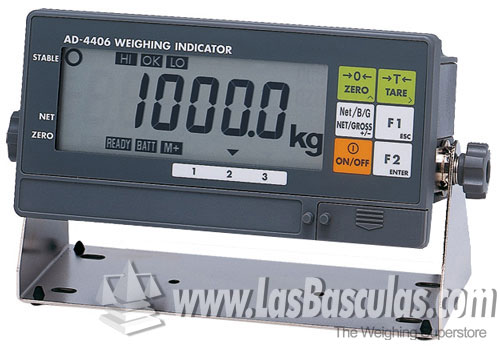 AD-4406 WEIGHING INDICATOR
HI OK LO
STABLE
1000.0 kg
NET
ZERO
READY BATT M+
1 2 3
→0←
ZERO
→T←
TARE
Net/B/G
NET/GROSS
+/-
F1
ESC
ON/OFF
F2
ENTER
www.LasBasculas.com
The Weighing Superstore